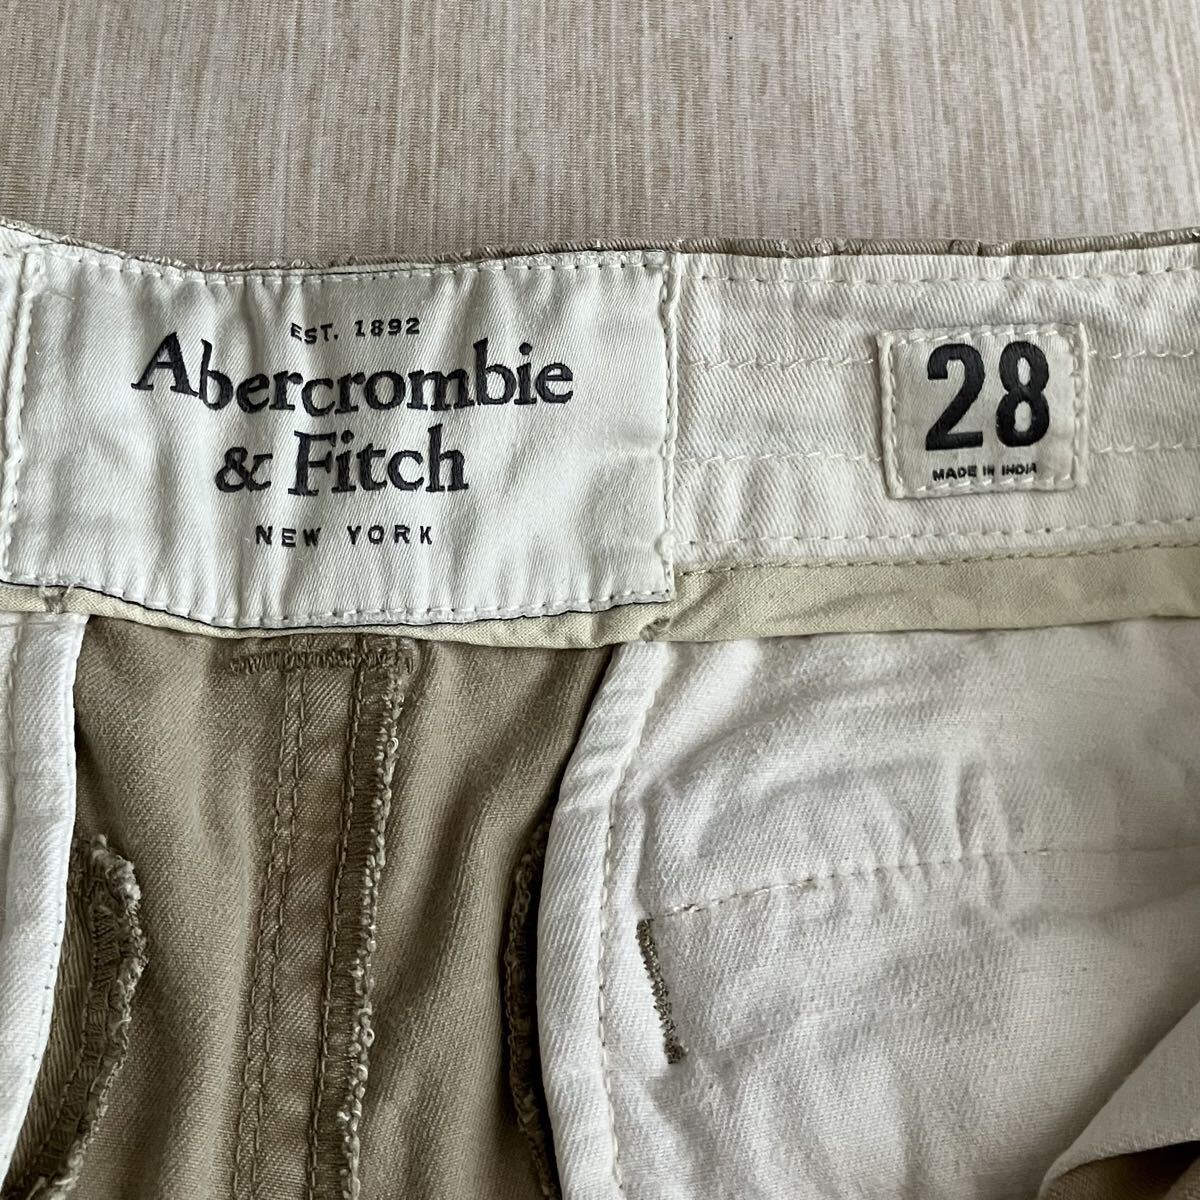 EST. 1892
Abercrombie
& Fitch
NEW YORK
28
MADE IN INDIA